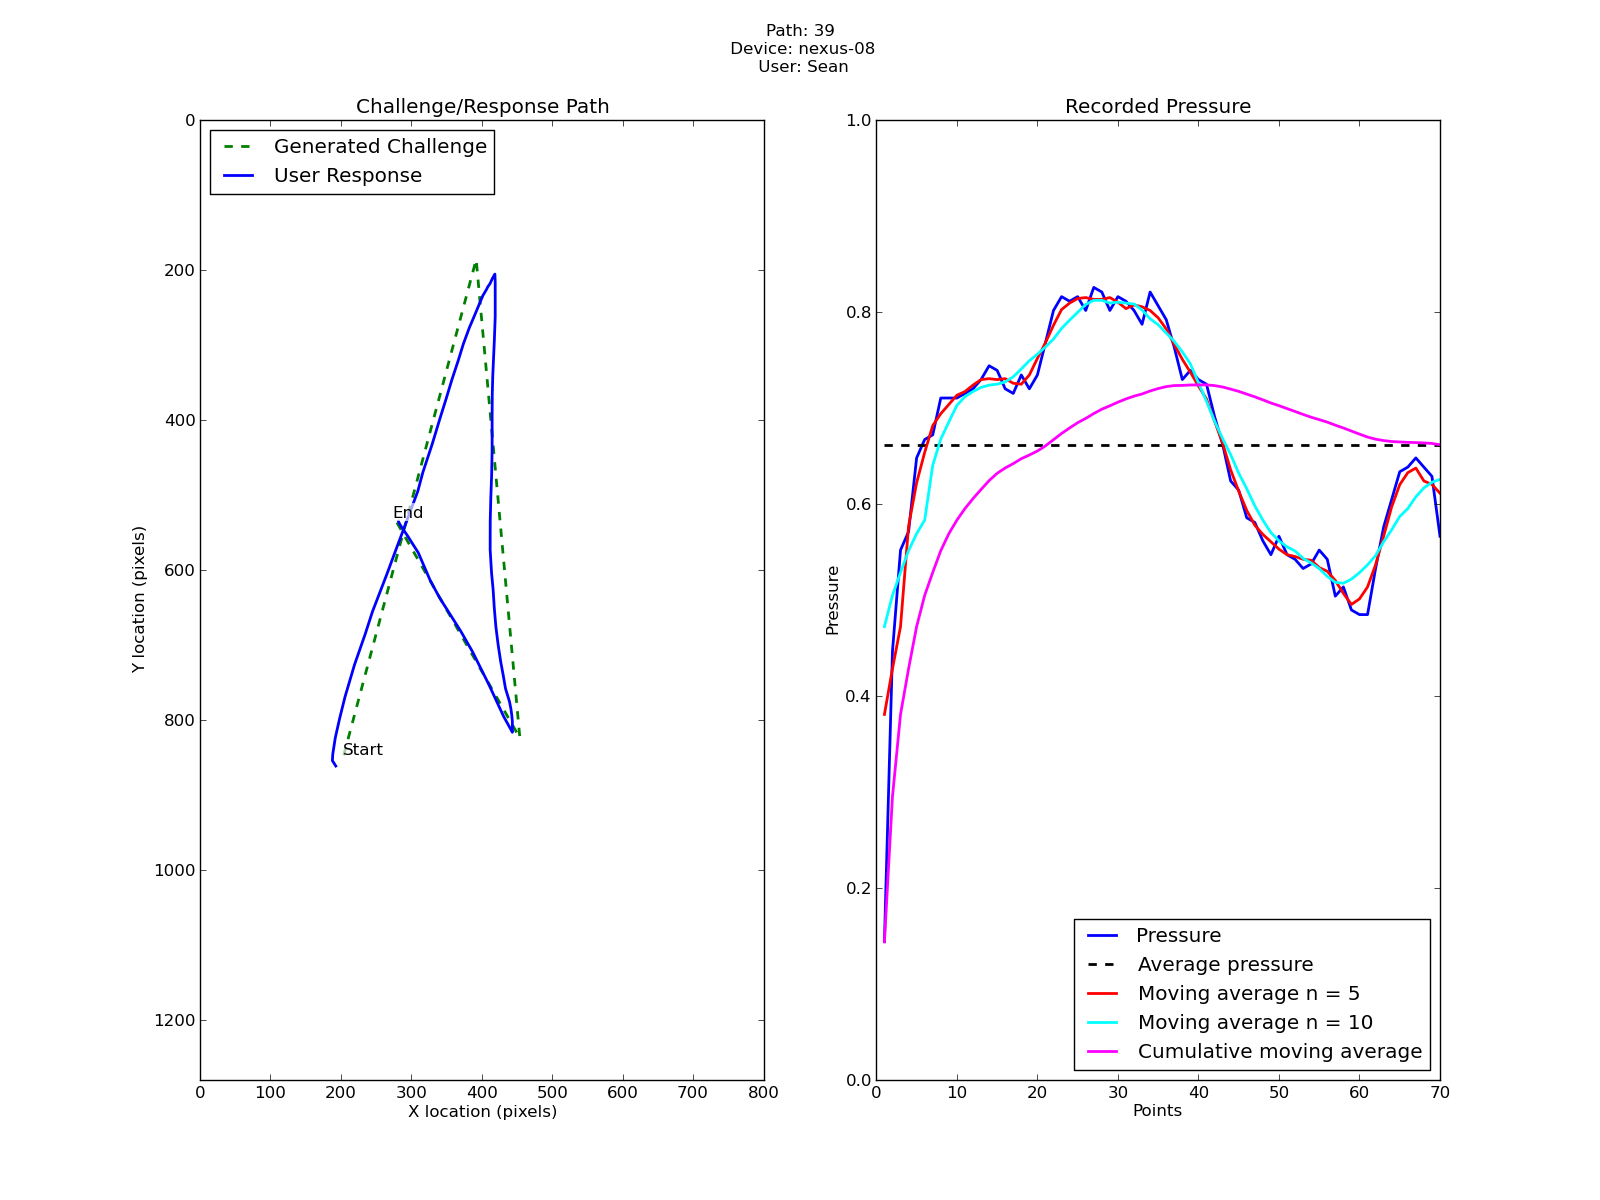 Path: 39
Device: nexus-08
User: Sean
Challenge/Response Path
Generated Challenge
User Response
0
200
400
600
800
1000
1200
Y location (pixels)
End
Start
0 100 200 300 400 500 600 700 800
X location (pixels)
Recorded Pressure
1.0
0.8
0.6
0.4
0.2
0.0
Pressure
Pressure
Average pressure
Moving average n = 5
Moving average n = 10
Cumulative moving average
0 10 20 30 40 50 60 70
Points